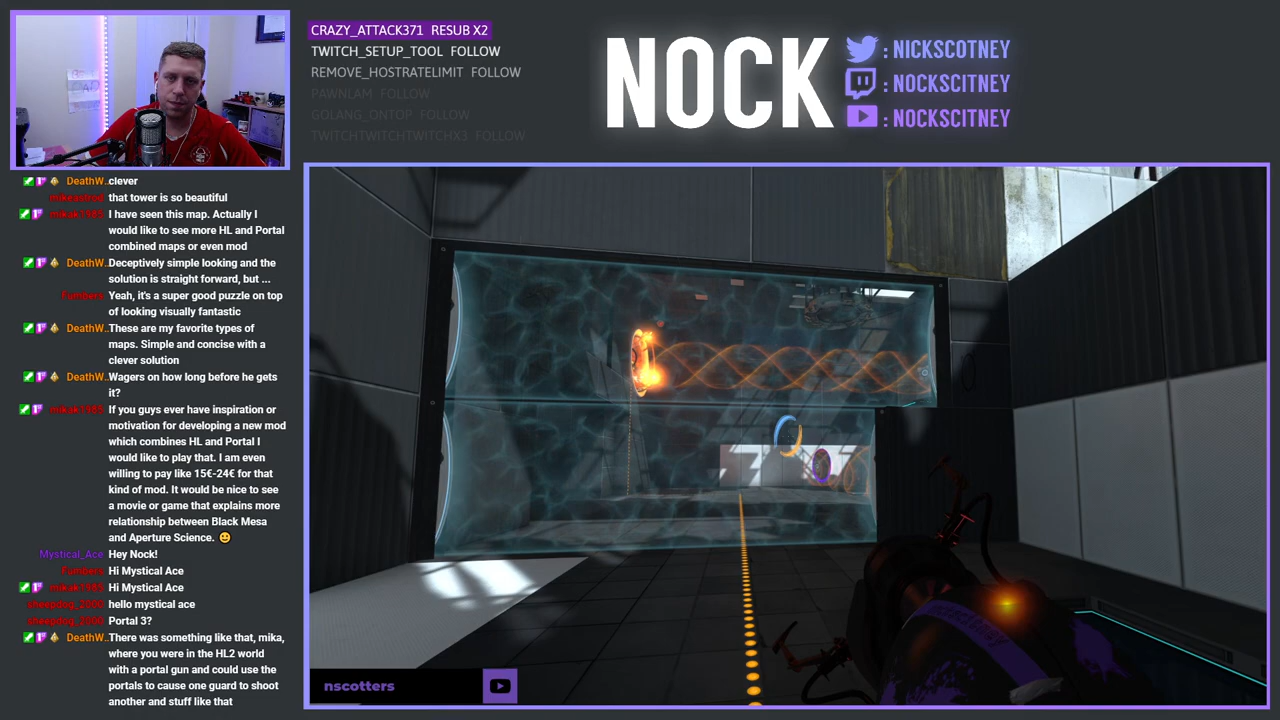 CRAZY_ATTACK371 RESUB X2
TWITCH_SETUP_TOOL FOLLOW
REMOVE_HOSTRATELIMIT FOLLOW
PAWNLAM FOLLOW
GOLANG_ONTOP FOLLOW
TWITCHTWITCHTWITCHX3 FOLLOW
NOCK
: NICKSCOTNEY
: NOCKSCITNEY
: NOCKSCITNEY
DeathW.. clever
mikeastrod that tower is so beautiful
mikak1985 I have seen this map. Actually I
would like to see more HL and Portal
combined maps or even mod
DeathW.. Deceptively simple looking and the
solution is straight forward, but ...
Fumbers Yeah, it's a super good puzzle on top
of looking visually fantastic
DeathW.. These are my favorite types of
maps. Simple and concise with a
clever solution
DeathW.. Wagers on how long before he gets
it?
mikak1985 If you guys ever have inspiration or
motivation for developing a new mod
which combines HL and Portal I
would like to play that. I am even
willing to pay like 15€-24€ for that
kind of mod. It would be nice to see
a movie or game that explains more
relationship between Black Mesa
and Aperture Science. 😃
Mystical_Ace Hey Nock!
Fumbers Hi Mystical Ace
mikak1985 Hi Mystical Ace
sheepdog_2000 hello mystical ace
sheepdog_2000 Portal 3?
DeathW.. There was something like that, mika,
where you were in the HL2 world
with a portal gun and could use the
portals to cause one guard to shoot
another and stuff like that
nscotters